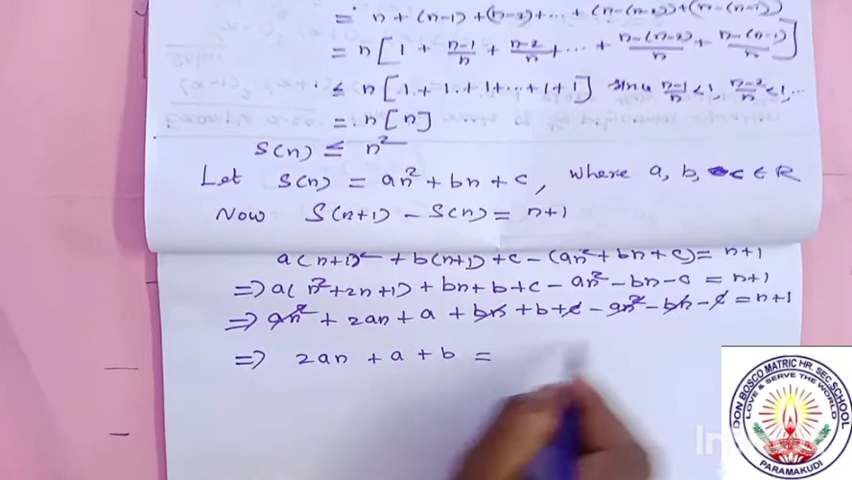 = n + (n-1) + (n-2) + ... + (n-(n-2)) + (n-(n-1))
= n [ 1 + (n-1)/n + (n-2)/n + ... + (n-(n-2))/n + (n-(n-1))/n ]
≤ n [ 1 + 1 + 1 + ... + 1 + 1 ] since (n-1)/n < 1, (n-2)/n < 1, ...
= n [n]
S(n) ≤ n²
Let S(n) = an² + bn + c, where a, b, c ∈ R
Now S(n+1) - S(n) = n+1
a(n+1)² + b(n+1) + c - (an² + bn + c) = n+1
⇒ a(n² + 2n + 1) + bn + b + c - an² - bn - c = n+1
⇒ an² + 2an + a + bn + b + c - an² - bn - c = n+1
⇒ 2an + a + b =
DON BOSCO MATRIC HR. SEC SCHOOL
LOVE & SERVE THE WORLD
PARAMAKUDI